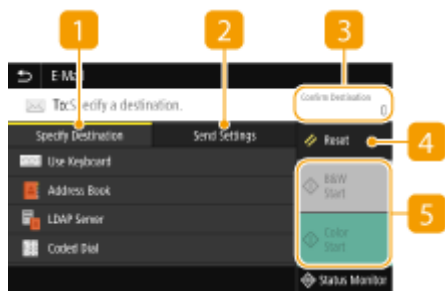 1
2
3
E-M
To: Specify a destination.
Confirm Destination
0
Specify Destination
Send Settings
Reset
4
Use Keyboard
Address Book
B&W
Start
LDAP Server
5
Coded Dial
Color
Start
Status Monitor